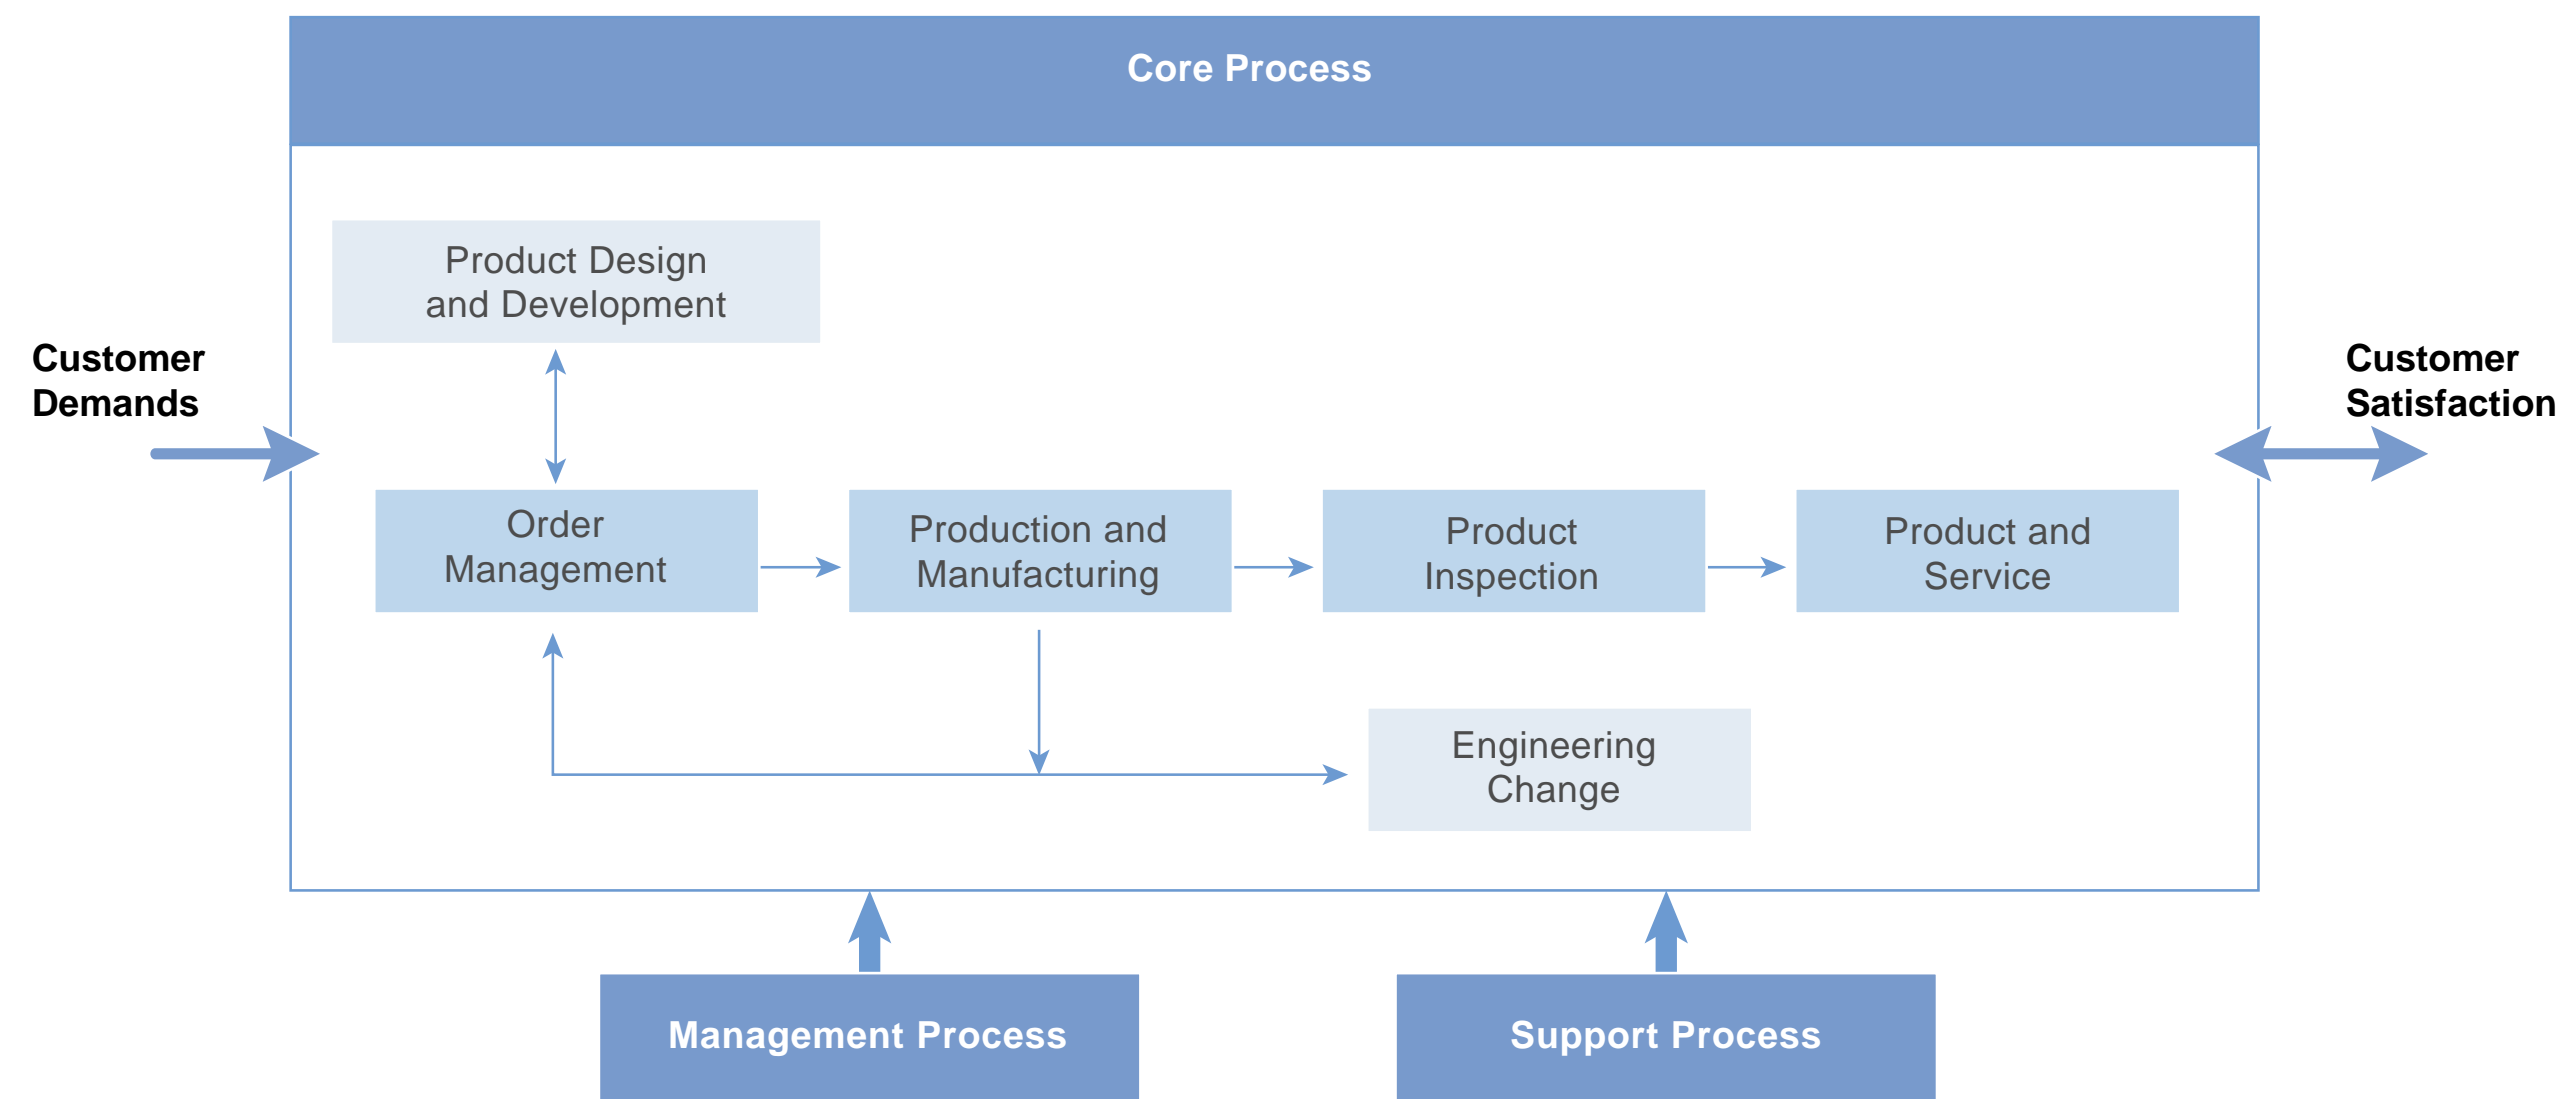 Core Process
Product Design
and Development
Customer
Demands
Customer
Satisfaction
Order
Management
Production and
Manufacturing
Product
Inspection
Product and
Service
Engineering
Change
Management Process
Support Process